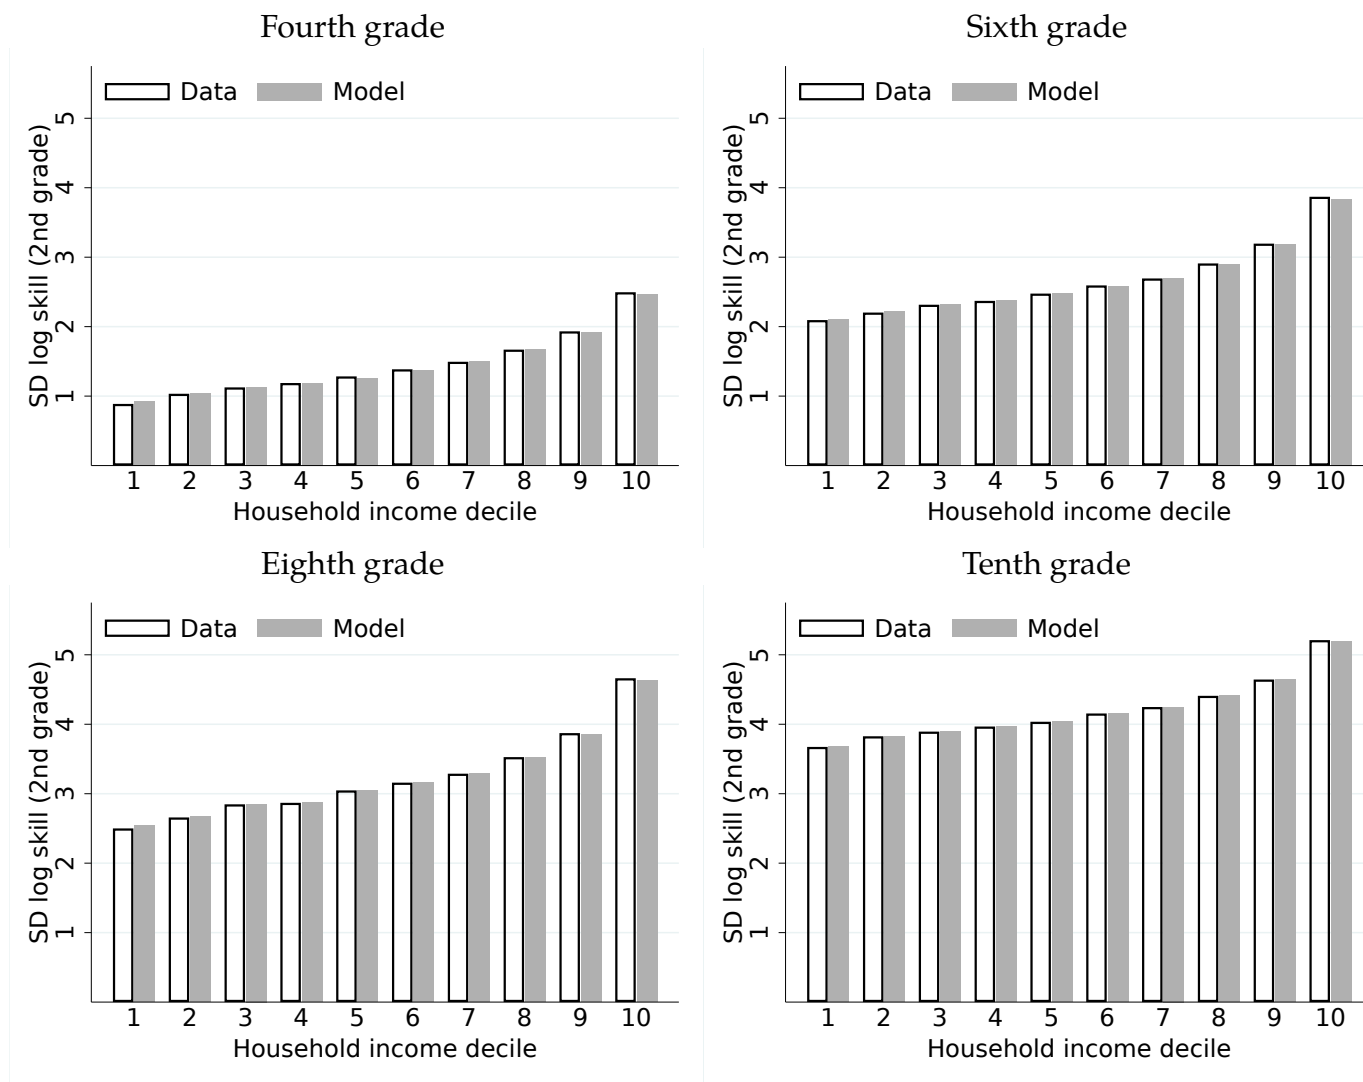 Fourth grade
Data Model
SD log skill (2nd grade)
5
4
3
2
1
1 2 3 4 5 6 7 8 9 10
Household income decile
Sixth grade
Data Model
SD log skill (2nd grade)
5
4
3
2
1
1 2 3 4 5 6 7 8 9 10
Household income decile
Eighth grade
Data Model
SD log skill (2nd grade)
5
4
3
2
1
1 2 3 4 5 6 7 8 9 10
Household income decile
Tenth grade
Data Model
SD log skill (2nd grade)
5
4
3
2
1
1 2 3 4 5 6 7 8 9 10
Household income decile